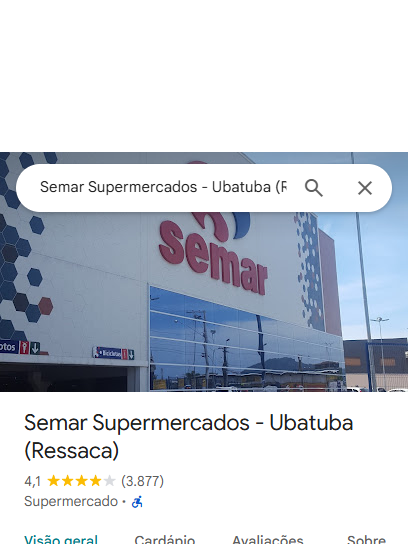 Semar Supermercados - Ubatuba (R
semar
Motos
Bicicletas
Semar Supermercados - Ubatuba
(Ressaca)
4,1 (3.877)
Supermercado ·
Visão geral Cardápio Avaliações Sobre